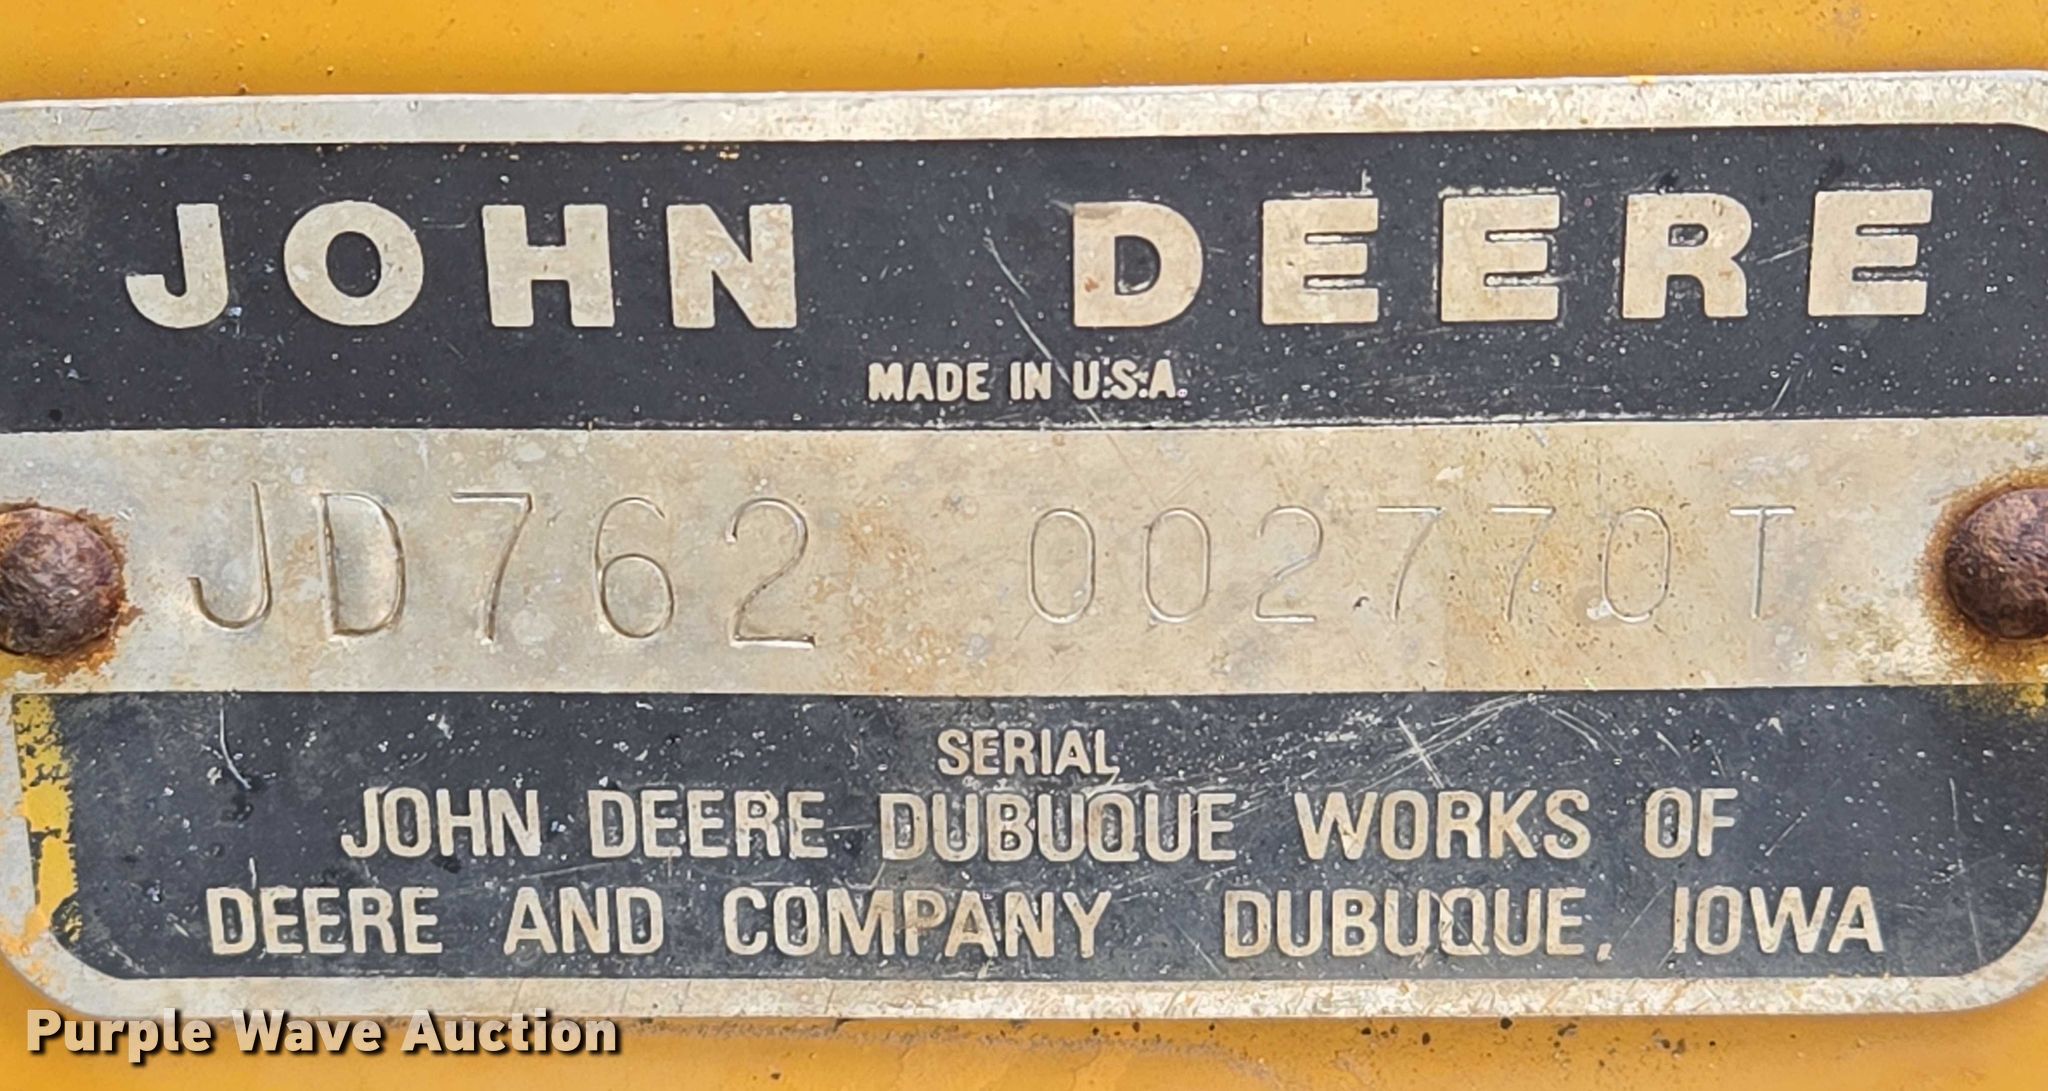 JOHN DEERE
MADE IN U.S.A.
JD762 002770T
SERIAL
JOHN DEERE DUBUQUE WORKS OF
DEERE AND COMPANY DUBUQUE, IOWA
Purple Wave Auction